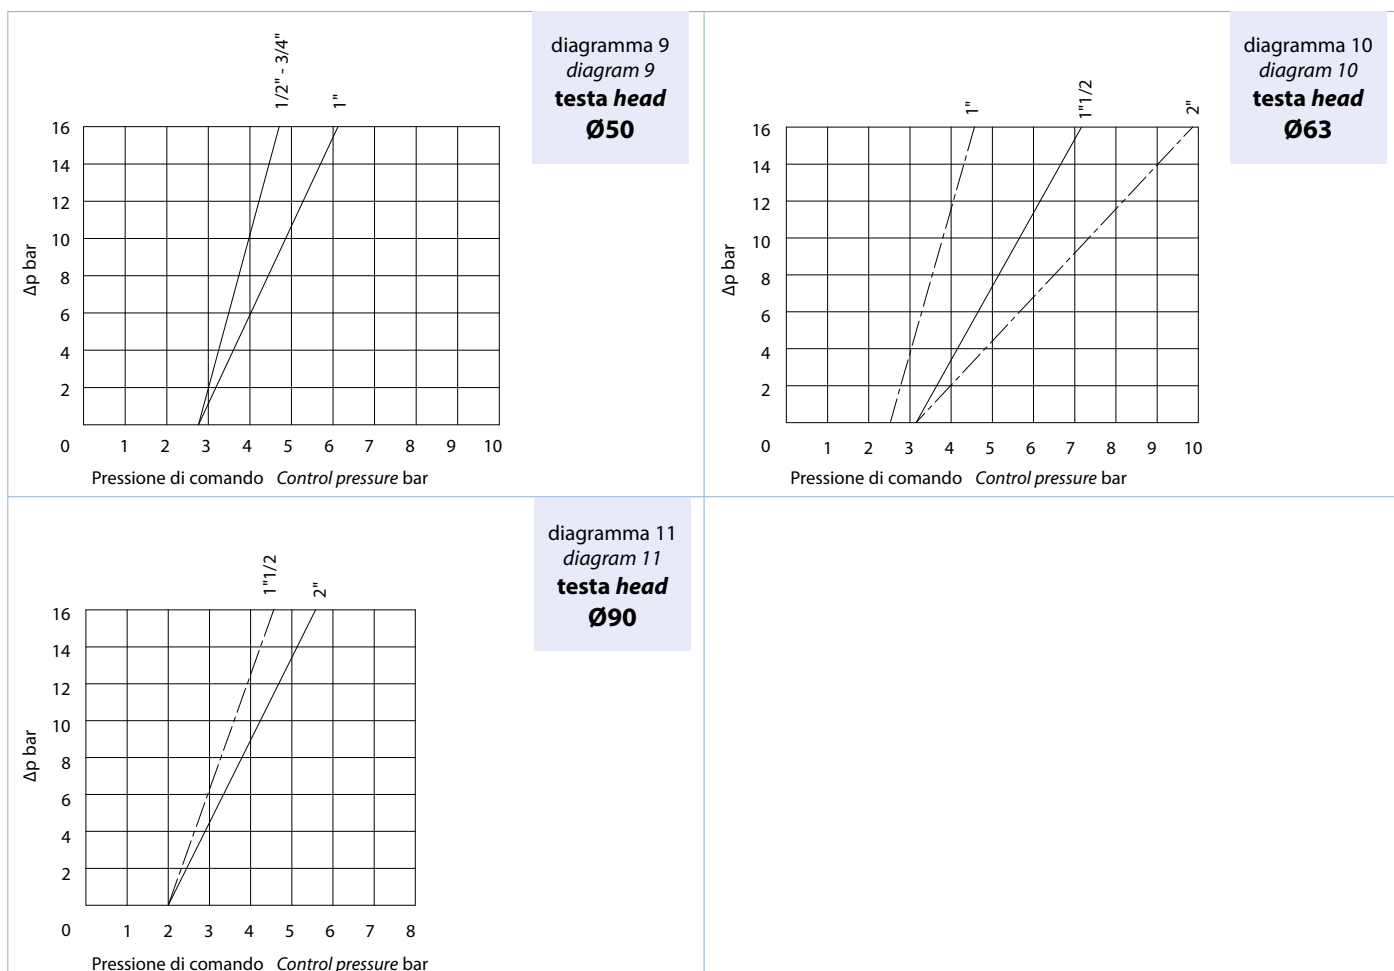 diagramma 9
diagram 9
testa head
Ø50
1/2" - 3/4"
1"
16
14
12
10
8
6
4
2
0
Δp bar
1 2 3 4 5 6 7 8 9 10
Pressione di comando Control pressure bar
diagramma 10
diagram 10
testa head
Ø63
1"
1"1/2
2"
16
14
12
10
8
6
4
2
0
Δp bar
1 2 3 4 5 6 7 8 9 10
Pressione di comando Control pressure bar
diagramma 11
diagram 11
testa head
Ø90
1"1/2
2"
16
14
12
10
8
6
4
2
0
Δp bar
1 2 3 4 5 6 7 8
Pressione di comando Control pressure bar